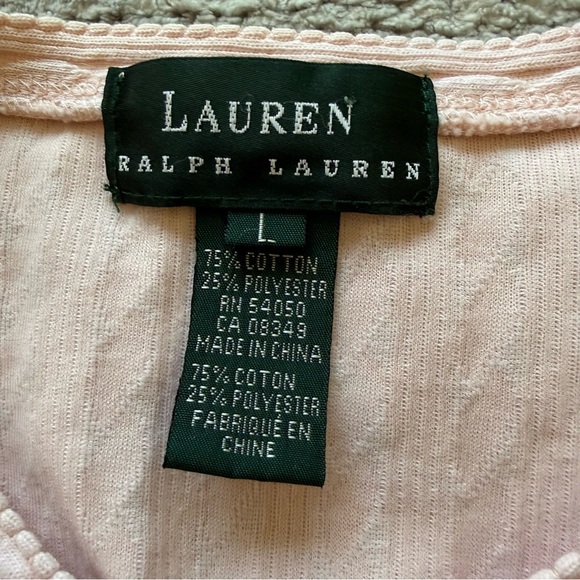 LAUREN
RALPH LAUREN
L
75% COTTON
25% POLYESTER
RN 54050
CA 08349
MADE IN CHINA
75% COTON
25% POLYESTER
FABRIQUÉ EN
CHINE